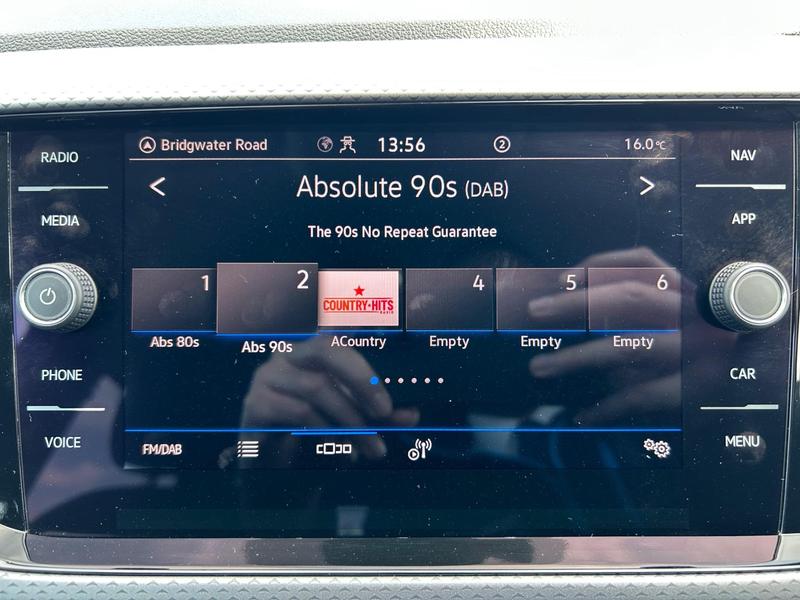 RADIO
MEDIA
PHONE
VOICE
Bridgwater Road 13:56 2 16.0°C
Absolute 90s (DAB)
The 90s No Repeat Guarantee
1 2 4 5 6
COUNTRY HITS
RADIO
Abs 80s Abs 90s ACountry Empty Empty Empty
FM/DAB
NAV
APP
CAR
MENU